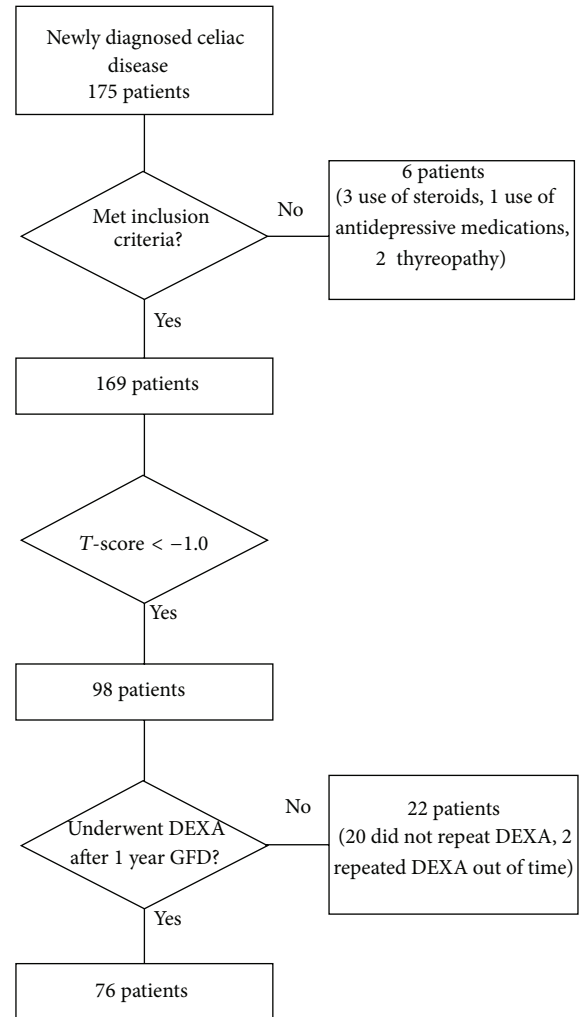 Newly diagnosed celiac
disease
175 patients
Met inclusion
criteria?
No
6 patients
(3 use of steroids, 1 use of
antidepressive medications,
2 thyreopathy)
Yes
169 patients
T-score < −1.0
Yes
98 patients
Underwent DEXA
after 1 year GFD?
No
22 patients
(20 did not repeat DEXA, 2
repeated DEXA out of time)
Yes
76 patients